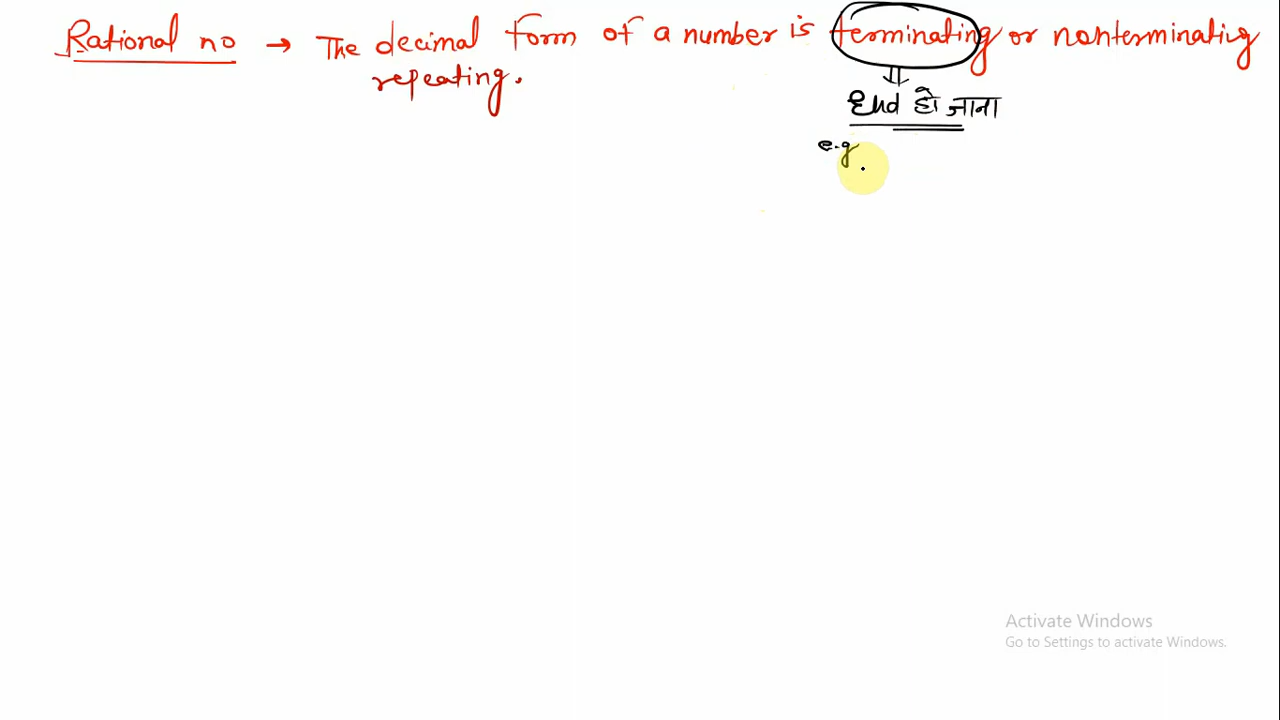 Rational no → The decimal form of a number is terminating or nonterminating
repeating.
End हो जाना
e.g
Activate Windows
Go to Settings to activate Windows.